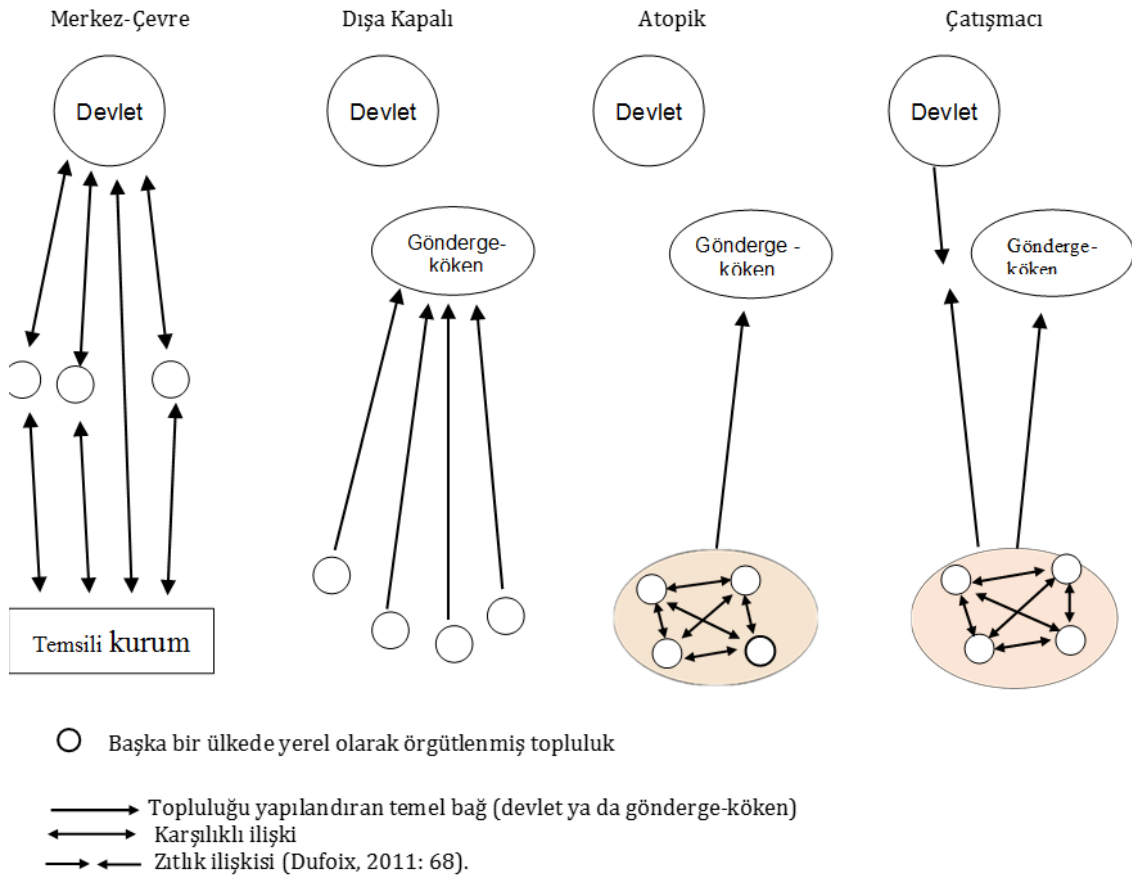 Merkez-Çevre
Dışa Kapalı
Atopik
Çatışmacı
Devlet
Devlet
Devlet
Devlet
Gönderge-
köken
Gönderge -
köken
Göndergе-
köken
Temsili kurum
Başka bir ülkede yerel olarak örgütlenmiş topluluk
Topluluğu yapılandıran temel bağ (devlet ya da gönderge-köken)
Karşılıklı ilişki
Zıtlık ilişkisi (Dufoix, 2011: 68).